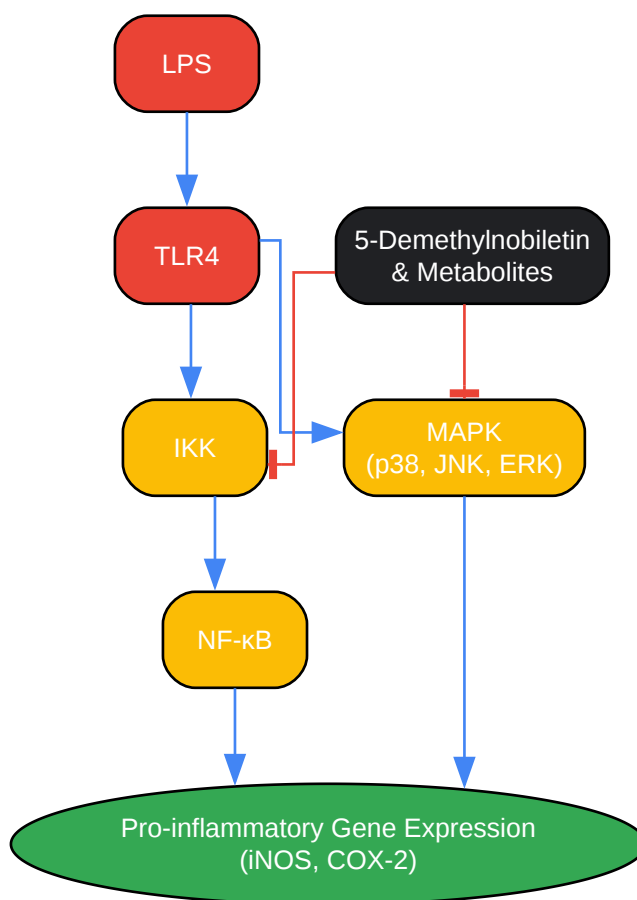 LPS
TLR4
5-Demethylnobiletin
& Metabolites
IKK
MAPK
(p38, JNK, ERK)
NF-κB
Pro-inflammatory Gene Expression
(iNOS, COX-2)